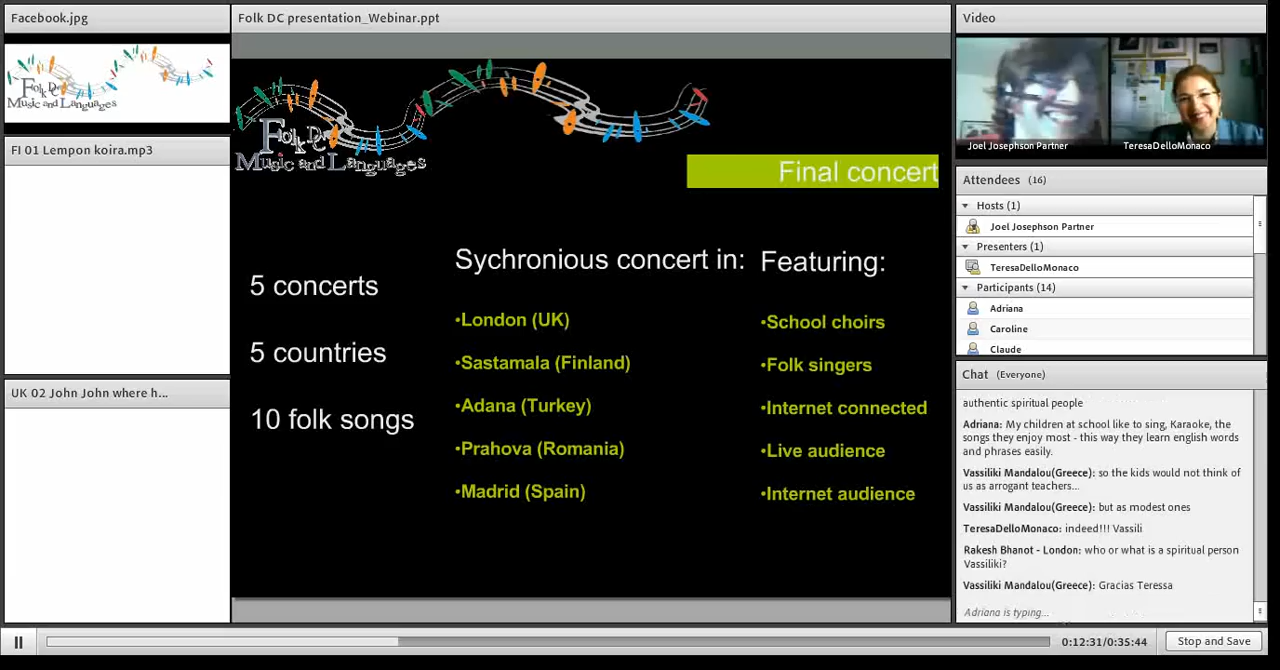 Facebook.jpg
Folk DC
Music and Languages
FI 01 Lempon koira.mp3
UK 02 John John where h...
Folk DC presentation_Webinar.ppt
Folk DC
Music and Languages
Final concert
5 concerts
5 countries
10 folk songs
Sychronious concert in:
•London (UK)
•Sastamala (Finland)
•Adana (Turkey)
•Prahova (Romania)
•Madrid (Spain)
Featuring:
•School choirs
•Folk singers
•Internet connected
•Live audience
•Internet audience
Video
Joel Josephson Partner
TeresaDelloMonaco
Attendees (16)
Hosts (1)
Joel Josephson Partner
Presenters (1)
TeresaDelloMonaco
Participants (14)
Adriana
Caroline
Claude
Chat (Everyone)
authentic spiritual people
Adriana: My children at school like to sing, Karaoke, the
songs they enjoy most - this way they learn english words
and phrases easily.
Vassiliki Mandalou(Greece): so the kids would not think of
us as arrogant teachers...
Vassiliki Mandalou(Greece): but as modest ones
TeresaDelloMonaco: indeed!!! Vassili
Rakesh Bhanot - London: who or what is a spiritual person
Vassiliki?
Vassiliki Mandalou(Greece): Gracias Teressa
Adriana is typing...
0:12:31/0:35:44
Stop and Save